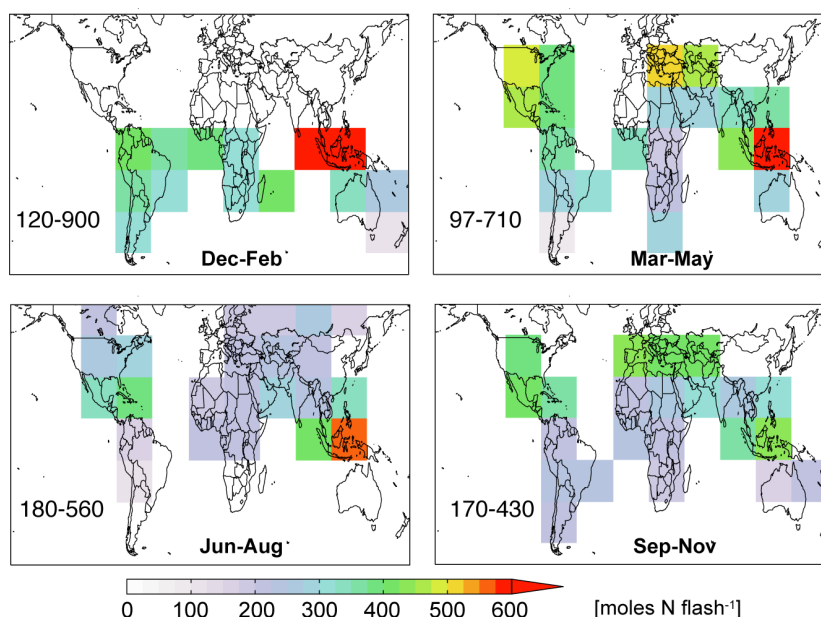 120-900
Dec-Feb
97-710
Mar-May
180-560
Jun-Aug
170-430
Sep-Nov
0 100 200 300 400 500 600 [moles N flash⁻¹]